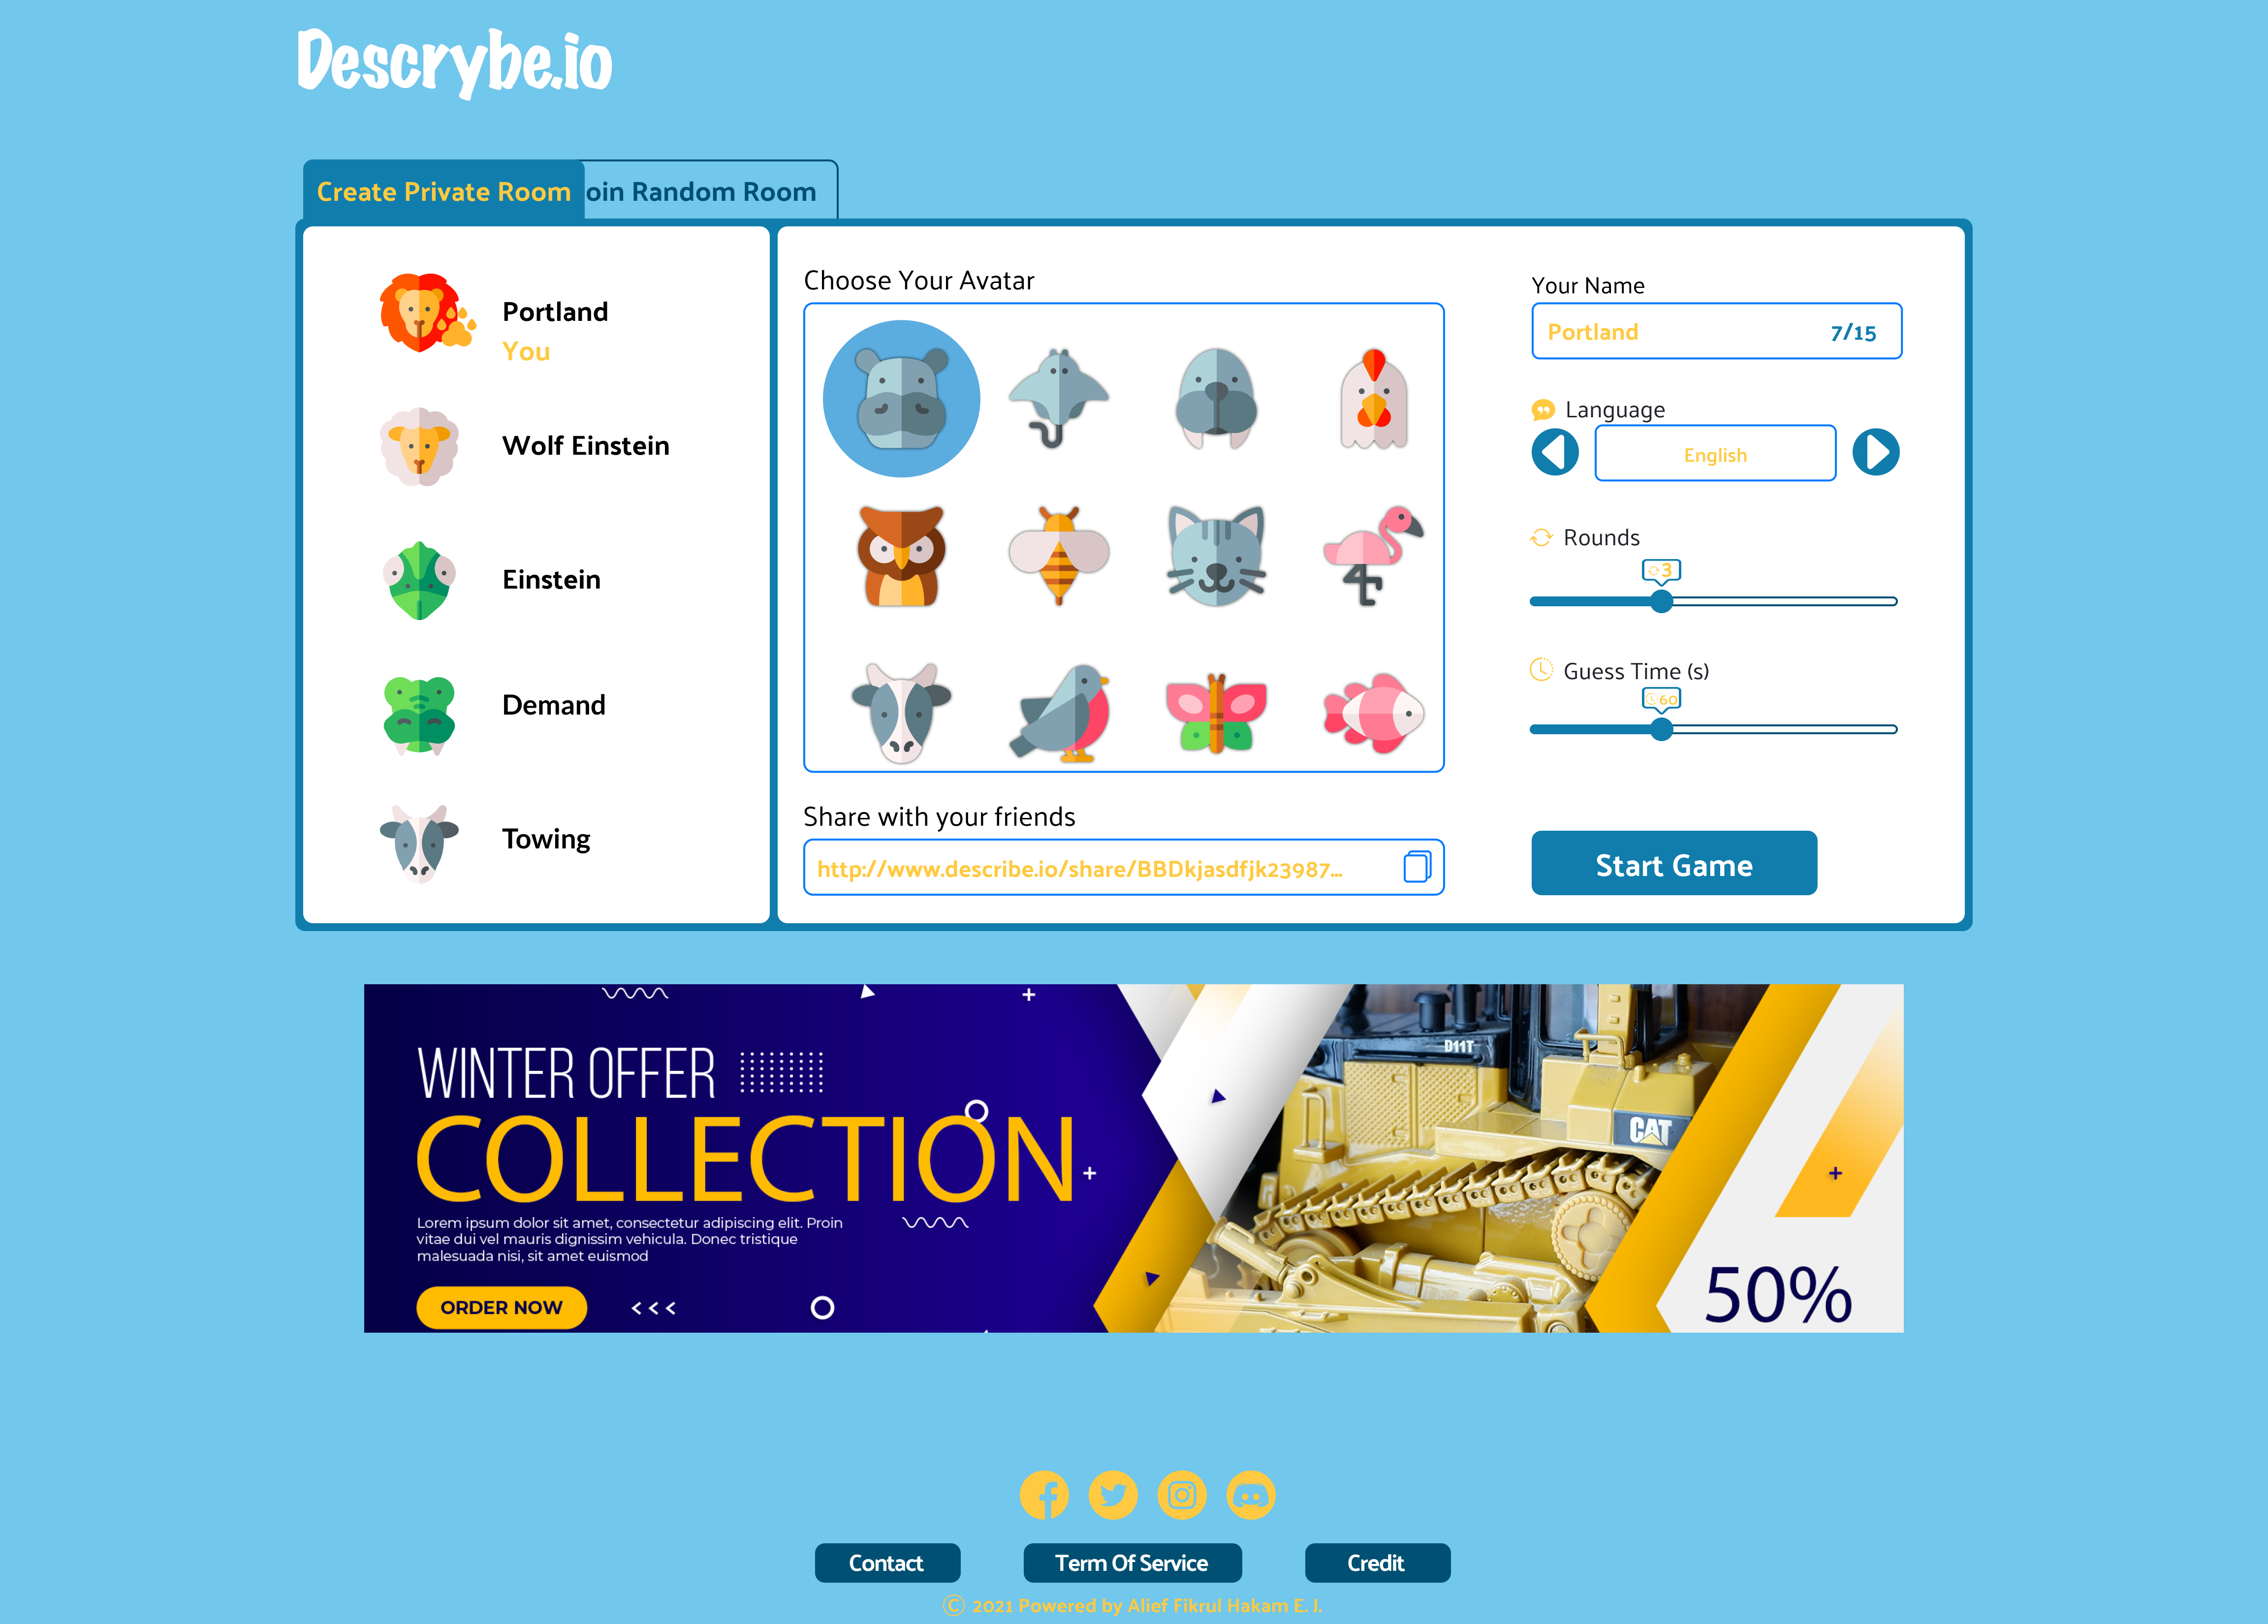 Descrybe.io
Create Private Room
oin Random Room
Portland
You
Wolf Einstein
Einstein
Demand
Towing
Choose Your Avatar
Share with your friends
http://www.describe.io/share/BBDkjasdfjk23987...
Your Name
Portland 7/15
Language
English
Rounds
3
Guess Time (s)
60
Start Game
WINTER OFFER
COLLECTION
Lorem ipsum dolor sit amet, consectetur adipiscing elit. Proin
vitae dui vel mauris dignissim vehicula. Donec tristique
malesuada nisi, sit amet euismod
ORDER NOW
D11T
CAT
50%
Contact
Term Of Service
Credit
© 2021 Powered by Alief Fikrul Hakam E. J.